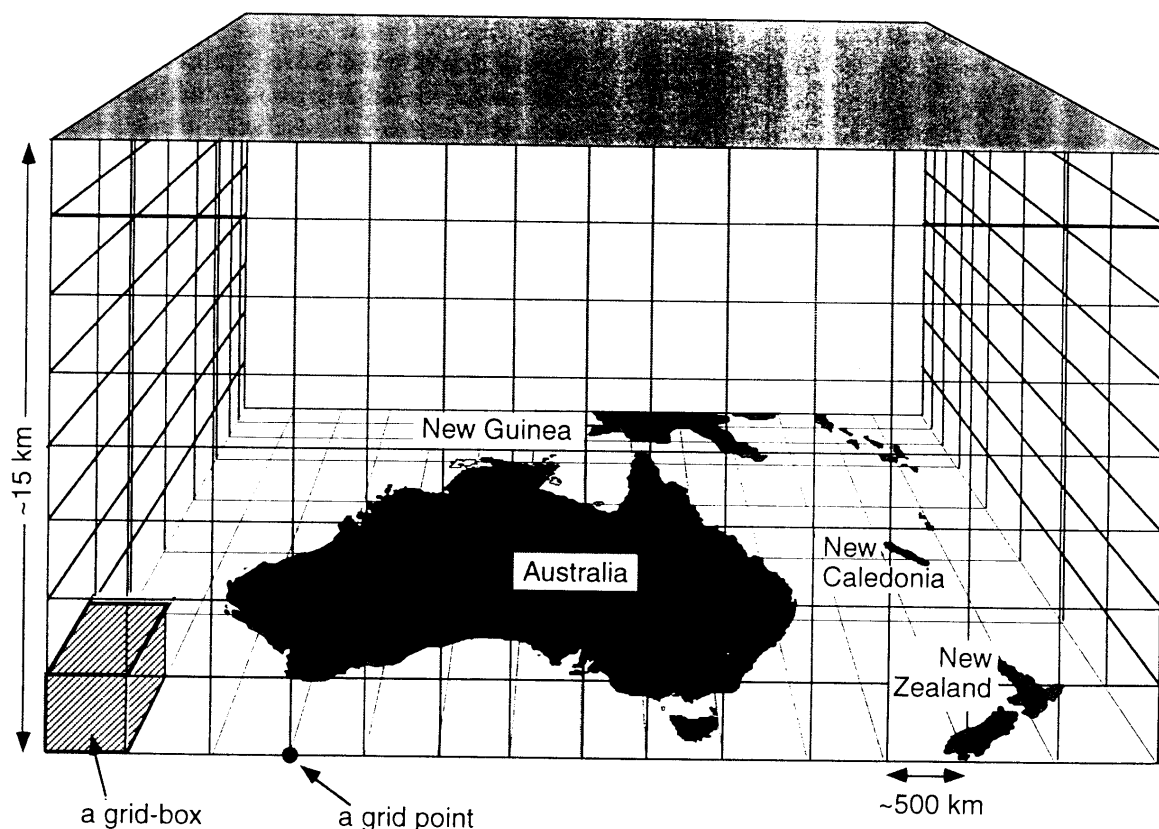 ~15 km
New Guinea
Australia
New
Caledonia
New
Zealand
a grid-box
a grid point
~500 km